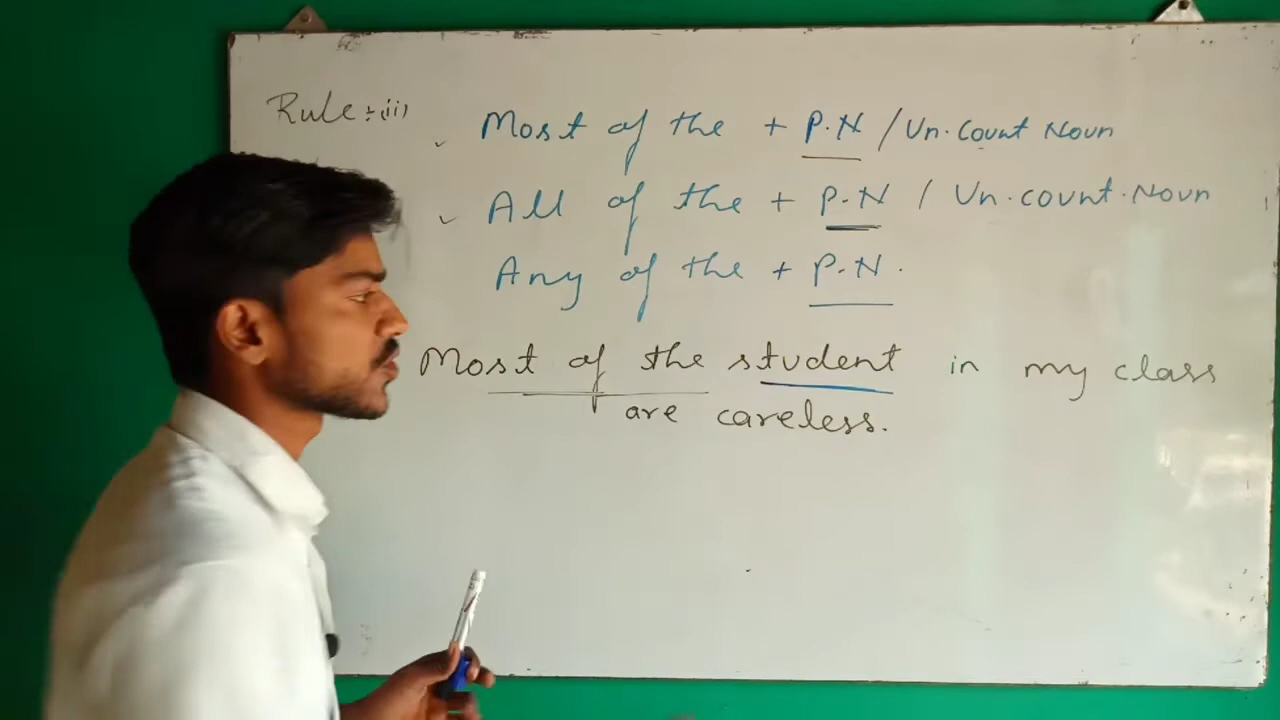 Rule:-(ii)
Most of the + P.N / Un.Count Noun
All of the + P.N / Un.count.Noun
Any of the + P.N.
Most of the student in my class
are careless.